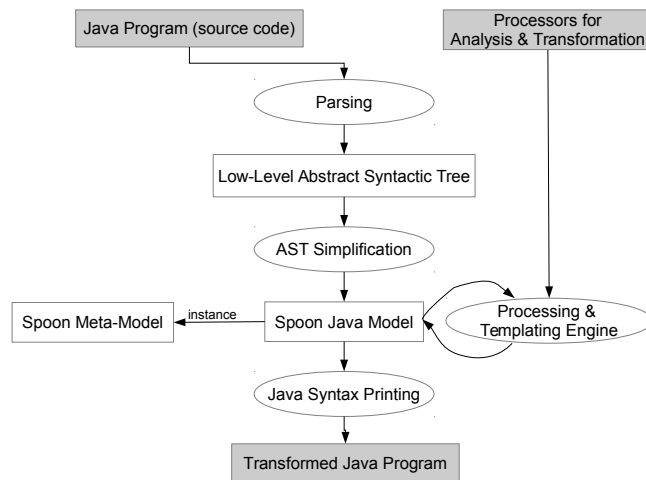 Java Program (source code)
Processors for
Analysis & Transformation
Parsing
Low-Level Abstract Syntactic Tree
AST Simplification
Spoon Meta-Model
instance
Spoon Java Model
Processing &
Templating Engine
Java Syntax Printing
Transformed Java Program